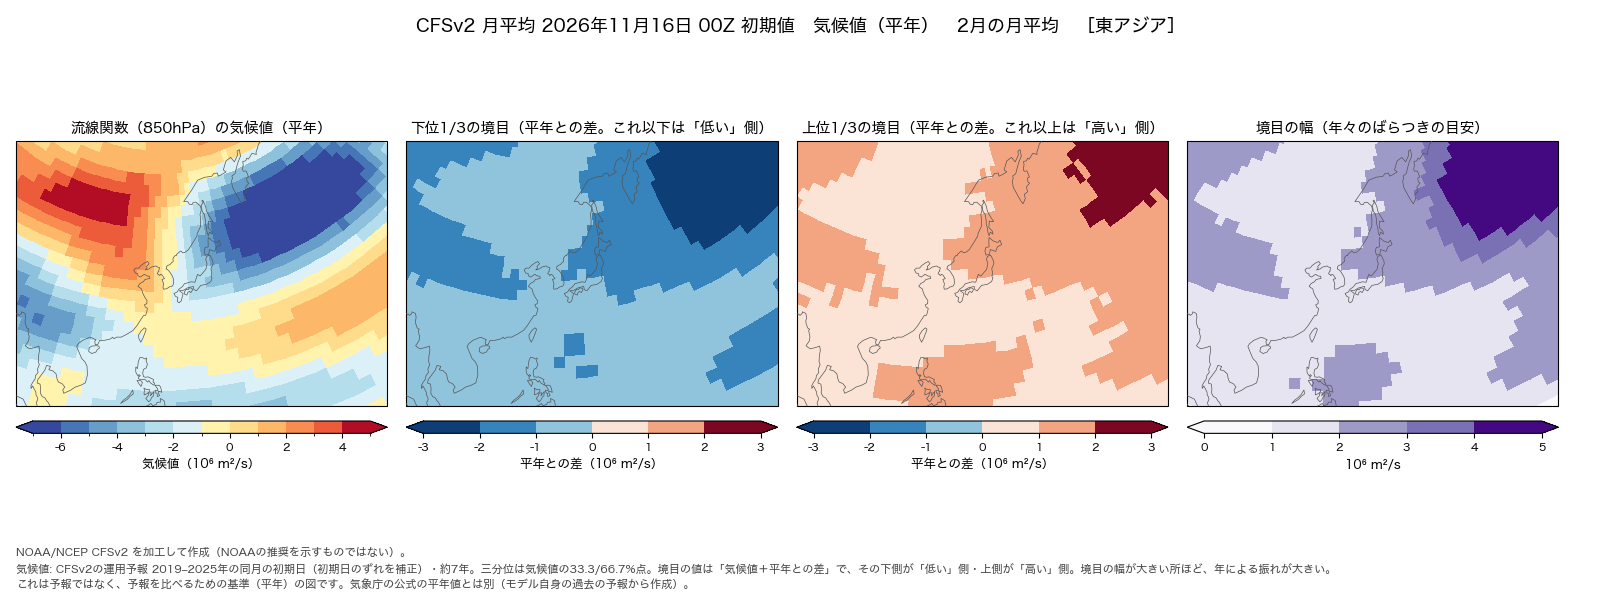 CFSv2 月平均 2026年11月16日 00Z 初期値　気候値（平年）　2月の月平均　［東アジア］
流線関数（850hPa）の気候値（平年）
下位1/3の境目（平年との差。これ以下は「低い」側）
上位1/3の境目（平年との差。これ以上は「高い」側）
境目の幅（年々のばらつきの目安）
-6 -4 -2 0 2 4
-3 -2 -1 0 1 2 3
-3 -2 -1 0 1 2 3
0 1 2 3 4 5
気候値（10⁶ m²/s）
平年との差（10⁶ m²/s）
平年との差（10⁶ m²/s）
10⁶ m²/s
NOAA/NCEP CFSv2 を加工して作成（NOAAの推奨を示すものではない）。
気候値: CFSv2の運用予報 2019–2025年の同月の初期日（初期日のずれを補正）・約7年。三分位は気候値の33.3/66.7%点。境目の値は「気候値＋平年との差」で、その下側が「低い」側・上側が「高い」側。境目の幅が大きい所ほど、年による振れが大きい。
これは予報ではなく、予報を比べるための基準（平年）の図です。気象庁の公式の平年値とは別（モデル自身の過去の予報から作成）。